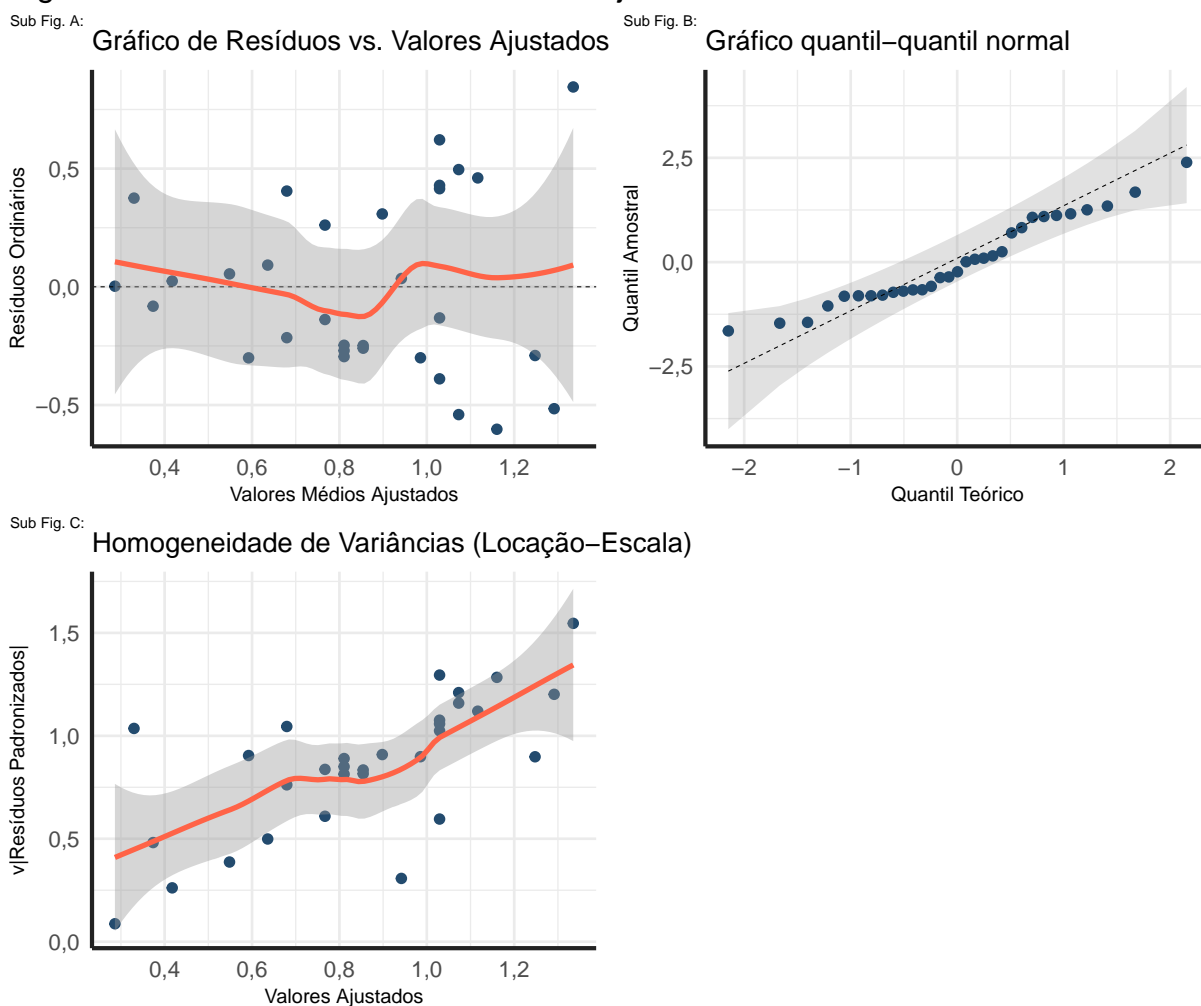 Sub Fig. A:
Gráfico de Resíduos vs. Valores Ajustados
Resíduos Ordinários
0,5
0,0
−0,5
0,4 0,6 0,8 1,0 1,2
Valores Médios Ajustados
Sub Fig. B:
Gráfico quantil−quantil normal
Quantil Amostral
2,5
0,0
−2,5
−2 −1 0 1 2
Quantil Teórico
Sub Fig. C:
Homogeneidade de Variâncias (Locação−Escala)
v|Resíduos Padronizados|
1,5
1,0
0,5
0,0
0,4 0,6 0,8 1,0 1,2
Valores Ajustados